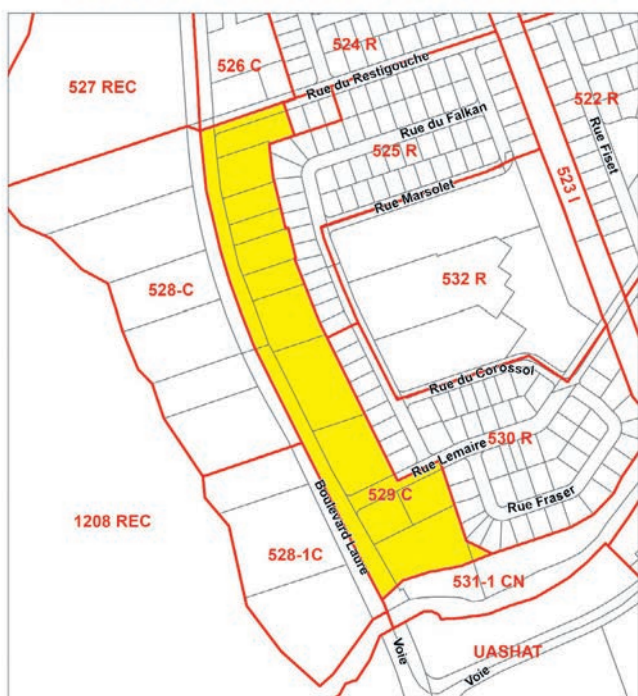 524 R
526 C
527 REC
Rue du Restigouche
522 R
Rue du Falkan
525 R
Rue Fiset
523 I
Rue Marsolet
532 R
528-C
Rue du Corossol
530 R
Rue Lemaire
529 C
Rue Fraser
1208 REC
Boulevard Laure
528-1C
531-1 CN
Voie
UASHAT
Voie